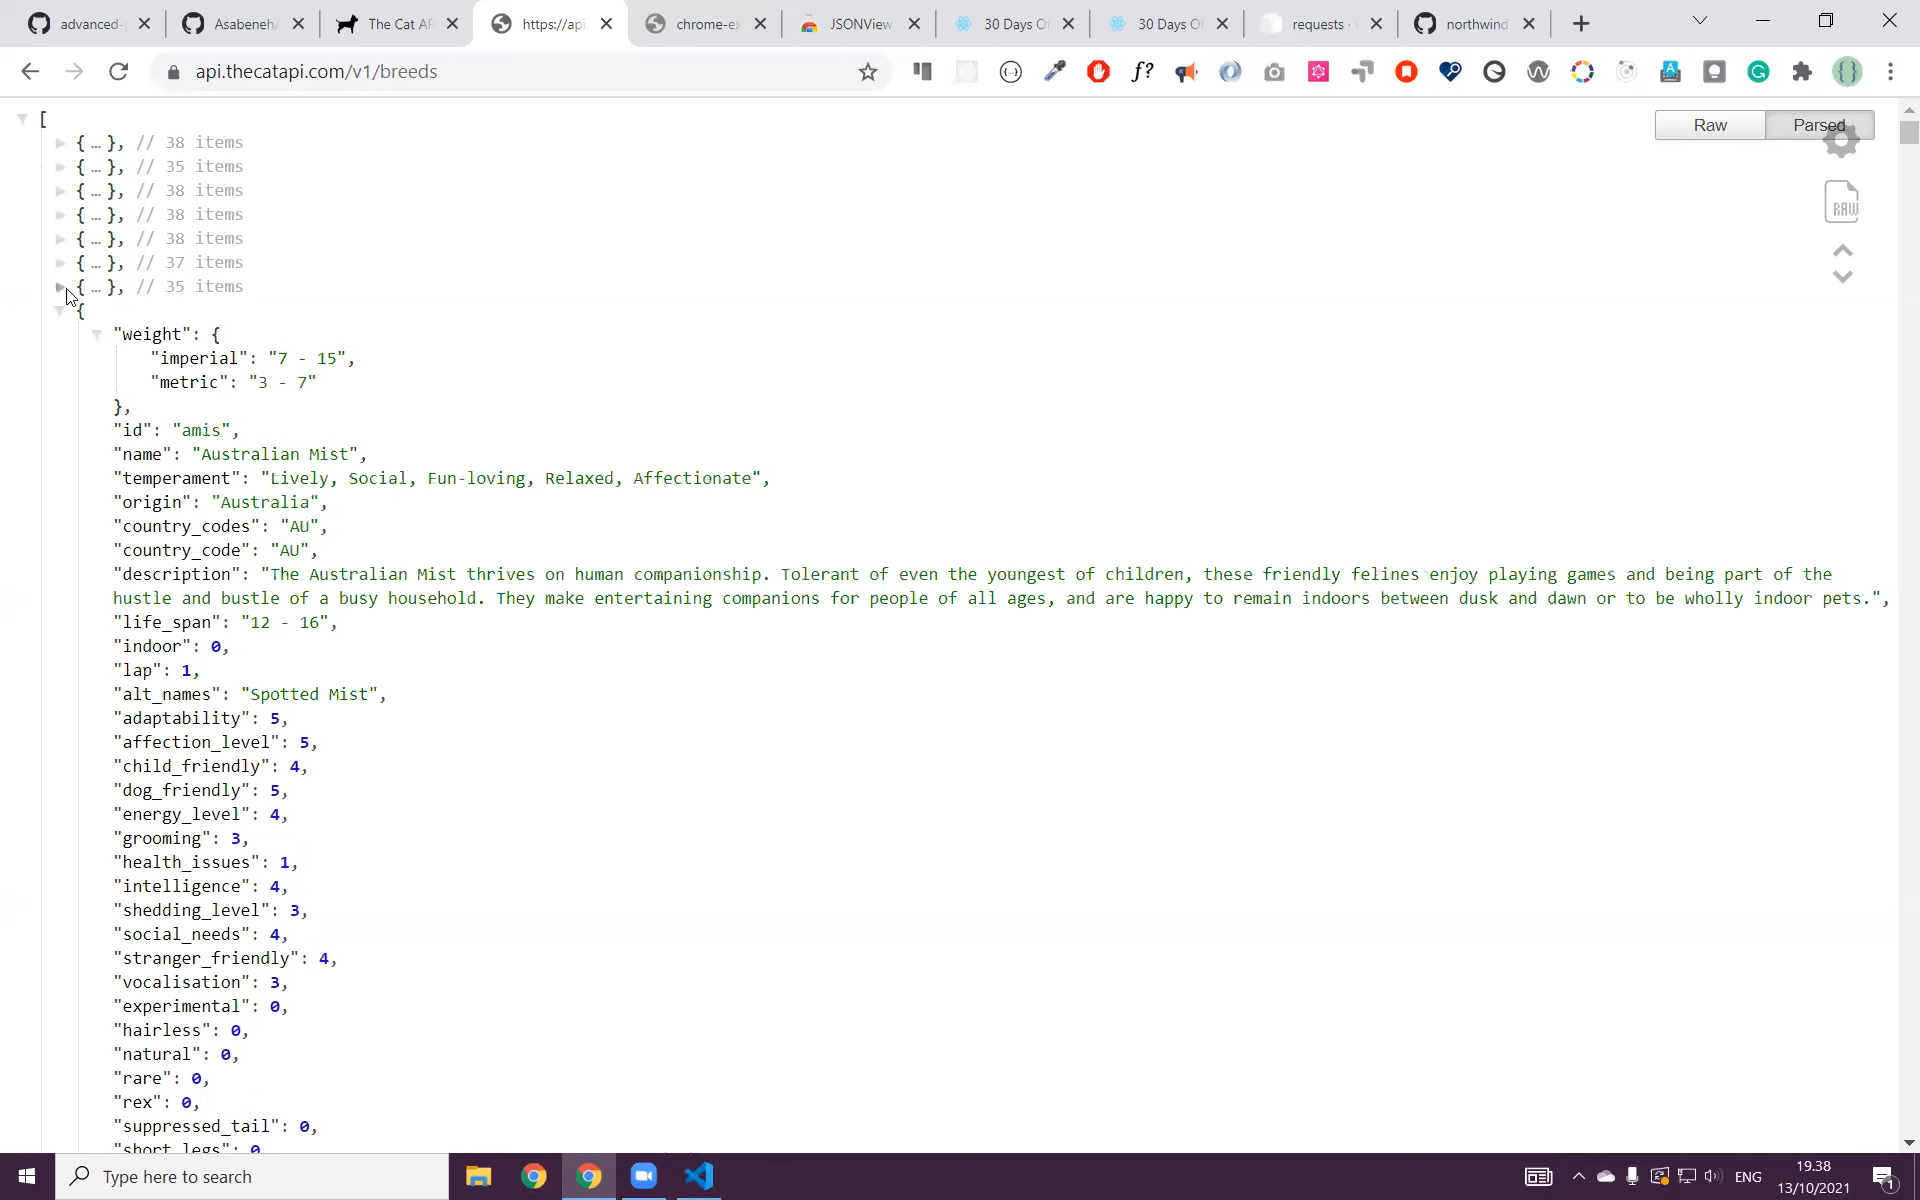 advanced-
Asabeneh/
The Cat AP
https://api.
chrome-ex
JSONView
30 Days Of
30 Days Of
requests ·
northwind
api.thecatapi.com/v1/breeds
f?
Raw
Parsed
RAW
[
{ … }, // 38 items
{ … }, // 35 items
{ … }, // 38 items
{ … }, // 38 items
{ … }, // 38 items
{ … }, // 37 items
{ … }, // 35 items
{
"weight": {
"imperial": "7 - 15",
"metric": "3 - 7"
},
"id": "amis",
"name": "Australian Mist",
"temperament": "Lively, Social, Fun-loving, Relaxed, Affectionate",
"origin": "Australia",
"country_codes": "AU",
"country_code": "AU",
"description": "The Australian Mist thrives on human companionship. Tolerant of even the youngest of children, these friendly felines enjoy playing games and being part of the
hustle and bustle of a busy household. They make entertaining companions for people of all ages, and are happy to remain indoors between dusk and dawn or to be wholly indoor pets.",
"life_span": "12 - 16",
"indoor": 0,
"lap": 1,
"alt_names": "Spotted Mist",
"adaptability": 5,
"affection_level": 5,
"child_friendly": 4,
"dog_friendly": 5,
"energy_level": 4,
"grooming": 3,
"health_issues": 1,
"intelligence": 4,
"shedding_level": 3,
"social_needs": 4,
"stranger_friendly": 4,
"vocalisation": 3,
"experimental": 0,
"hairless": 0,
"natural": 0,
"rare": 0,
"rex": 0,
"suppressed_tail": 0,
"short_legs": 0
Type here to search
ENG
19.38
13/10/2021
1